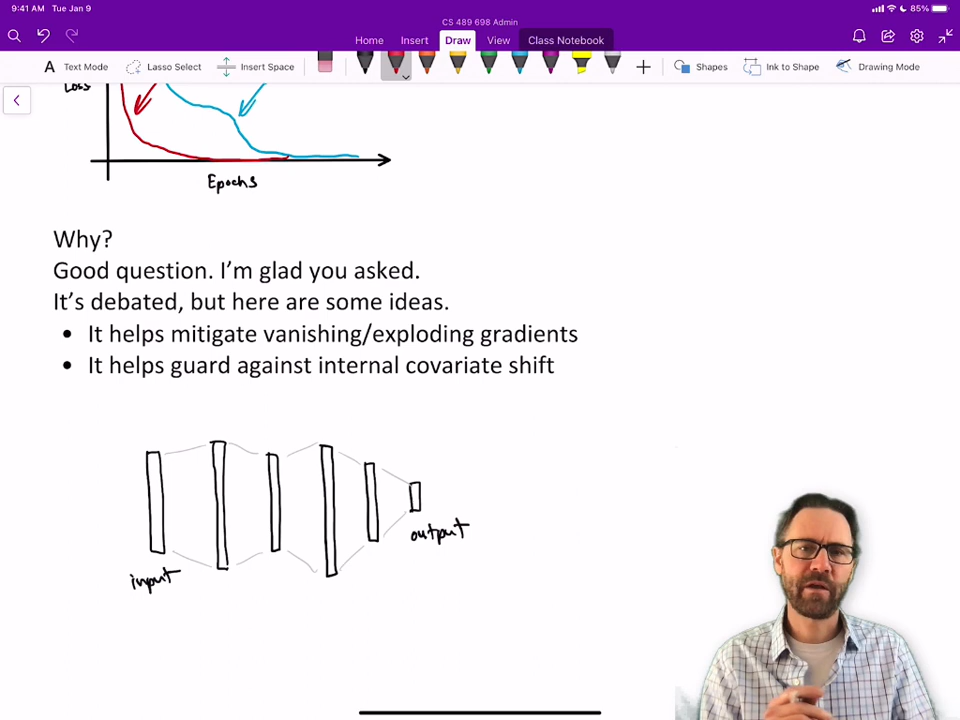 9:41 AM Tue Jan 9
85%
CS 489 698 Admin
Home Insert Draw View Class Notebook
A Text Mode Lasso Select Insert Space Shapes Ink to Shape Drawing Mode
Loss
Epochs
Why?
Good question. I'm glad you asked.
It's debated, but here are some ideas.
• It helps mitigate vanishing/exploding gradients
• It helps guard against internal covariate shift
output
input